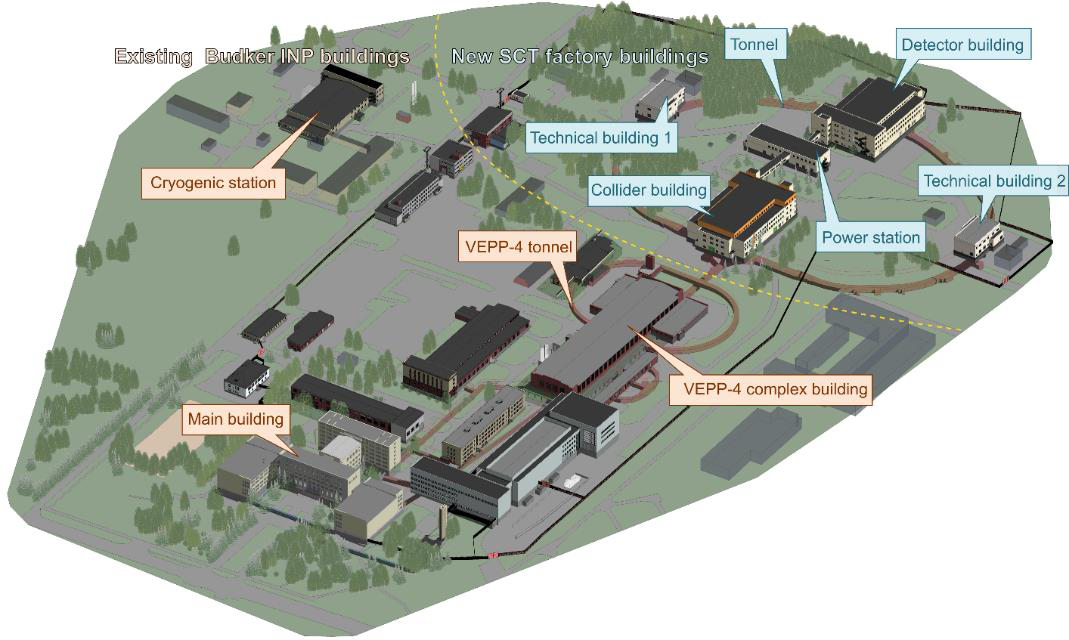 Existing Budker INP buildings
New SCT factory buildings
Tunnel
Detector building
Technical building 1
Cryogenic station
Collider building
Technical building 2
Power station
VEPP-4 tonnel
VEPP-4 complex building
Main building